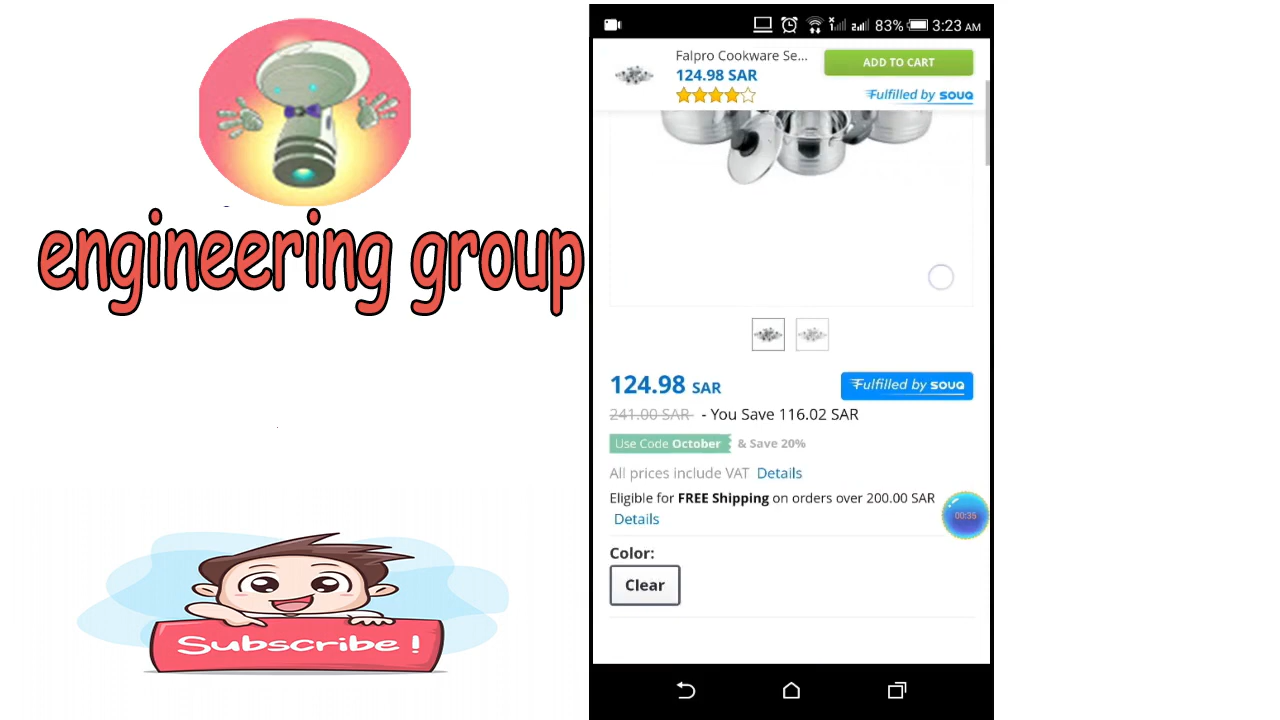 engineering group
Subscribe !
83% 3:23 AM
Falpro Cookware Se...
ADD TO CART
124.98 SAR
Fulfilled by souq
124.98 SAR
Fulfilled by souq
241.00 SAR - You Save 116.02 SAR
Use Code October & Save 20%
All prices include VAT Details
Eligible for FREE Shipping on orders over 200.00 SAR
Details
00:35
Color:
Clear